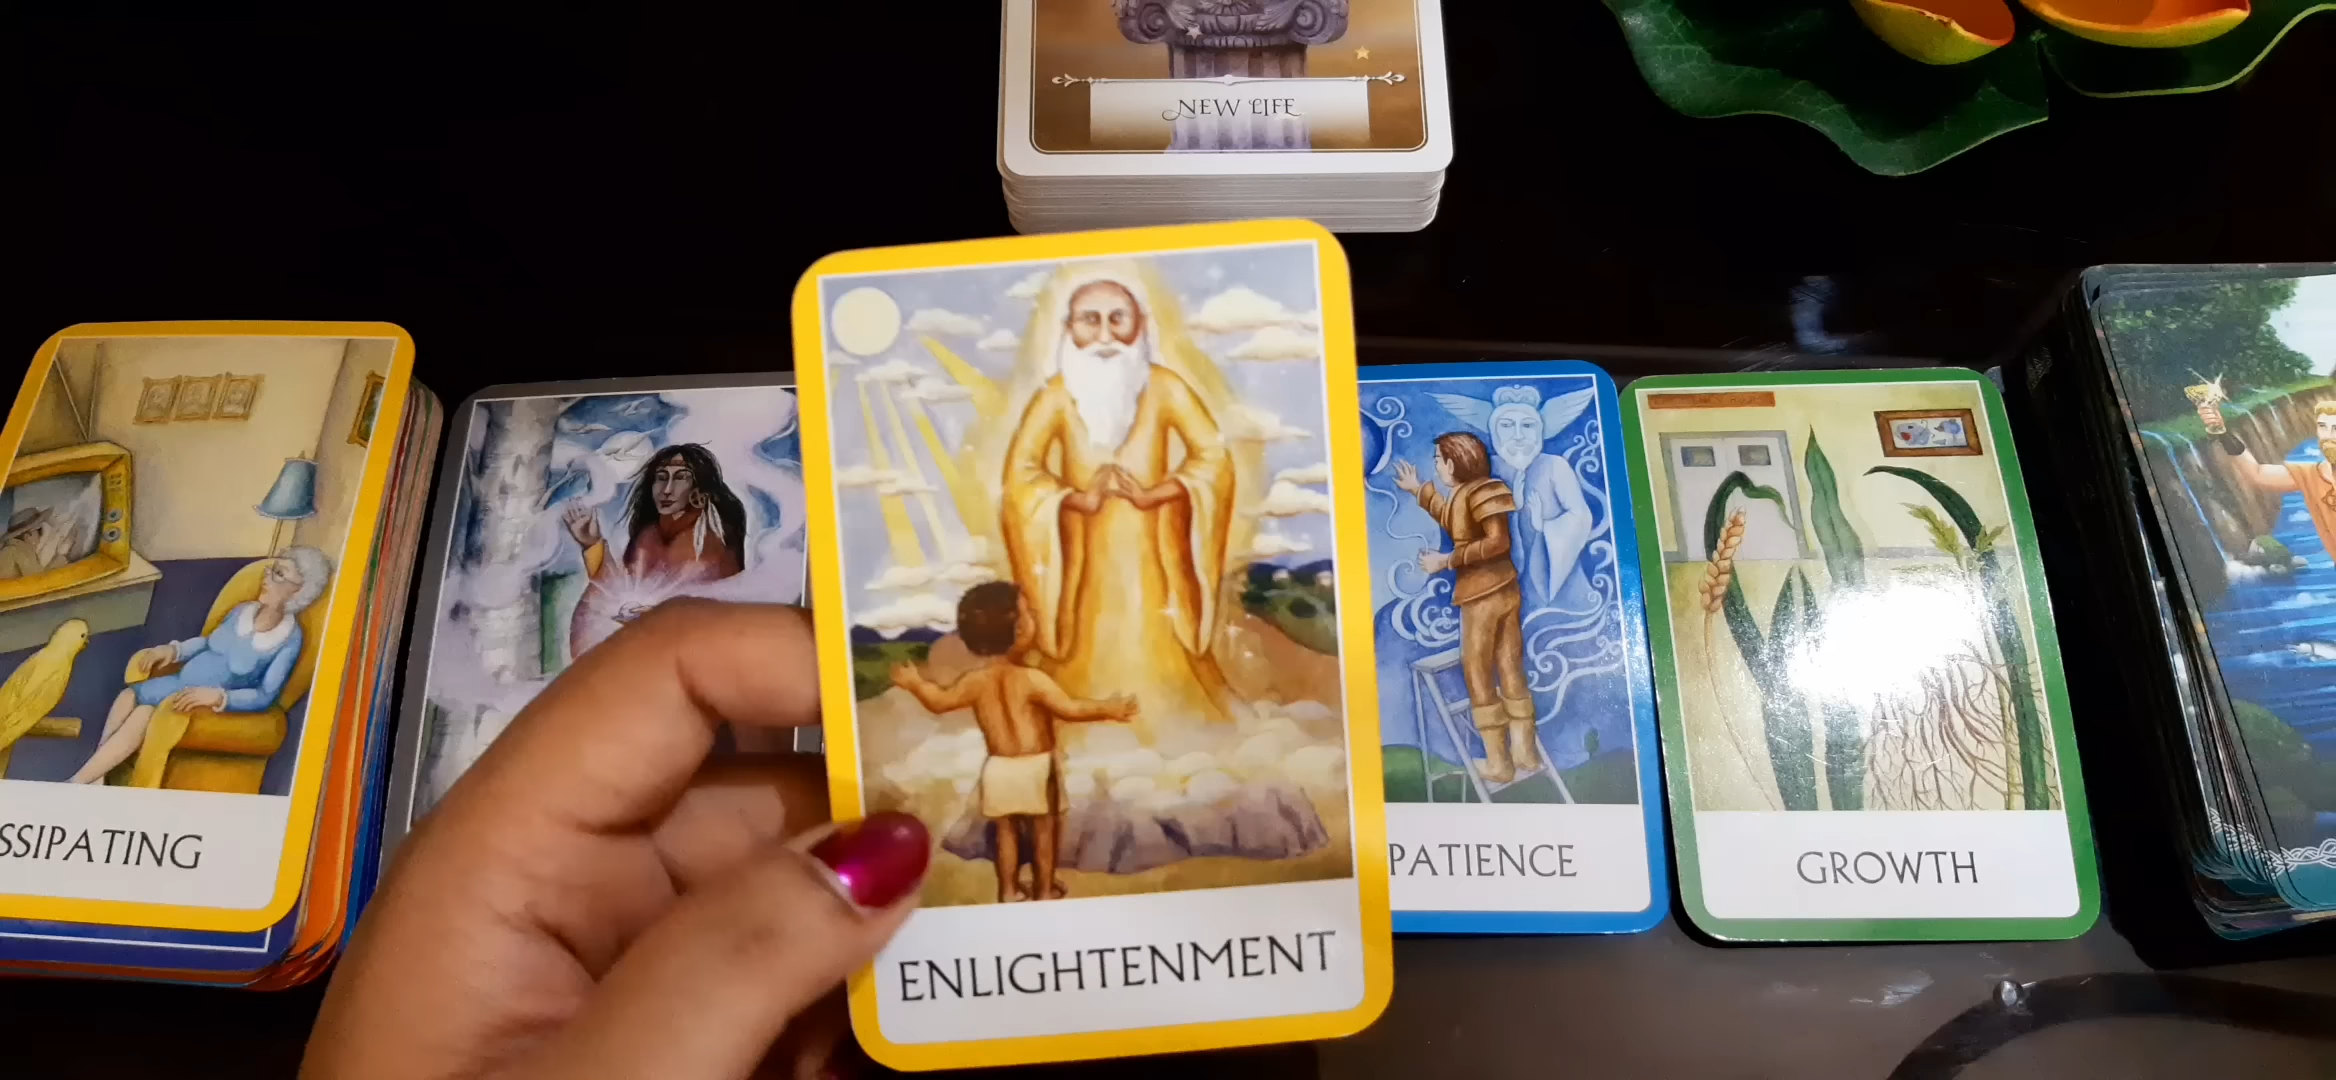 NEW LIFE
SSIPATING
ENLIGHTENMENT
PATIENCE
GROWTH